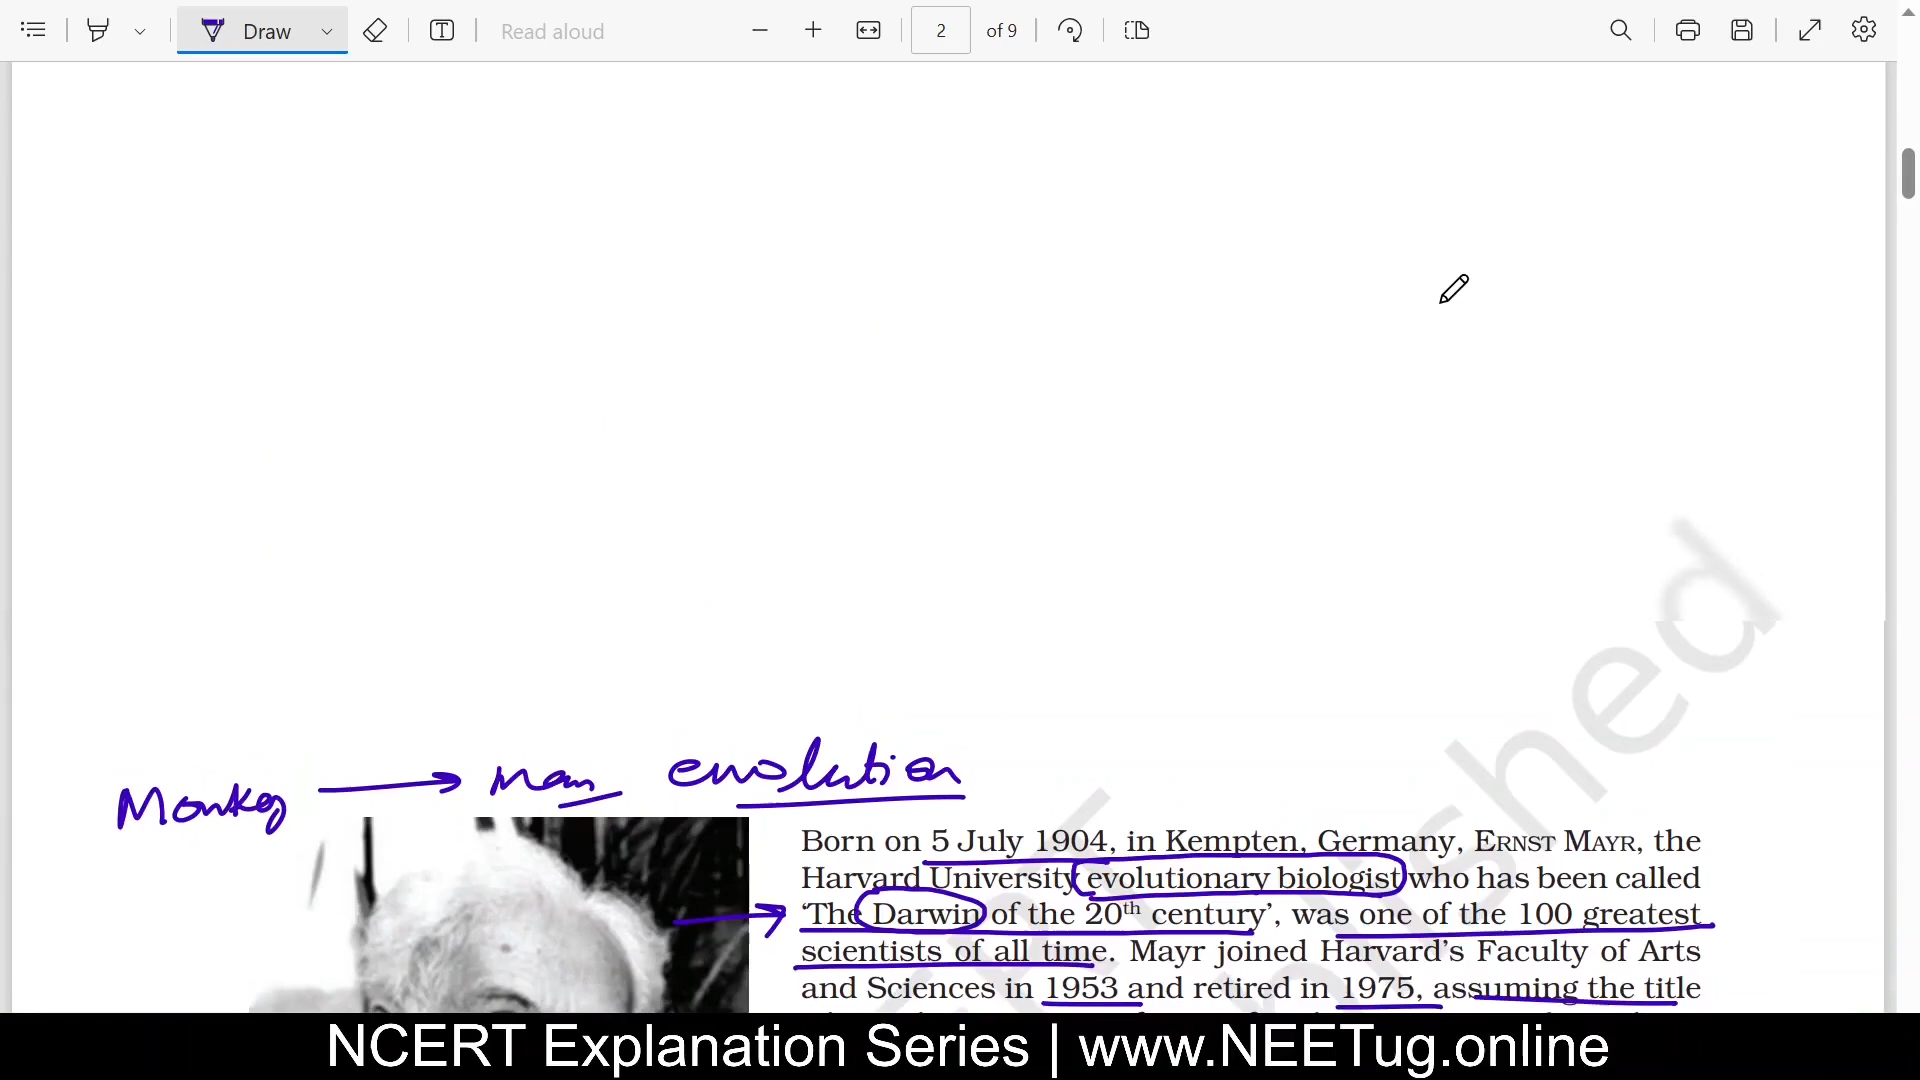 Draw
Read aloud
2
of 9
Monkey → man evolution
Born on 5 July 1904, in Kempten, Germany, ERNST MAYR, the
Harvard University evolutionary biologist who has been called
‘The Darwin of the 20th century’, was one of the 100 greatest
scientists of all time. Mayr joined Harvard’s Faculty of Arts
and Sciences in 1953 and retired in 1975, assuming the title
NCERT Explanation Series | www.NEETug.online